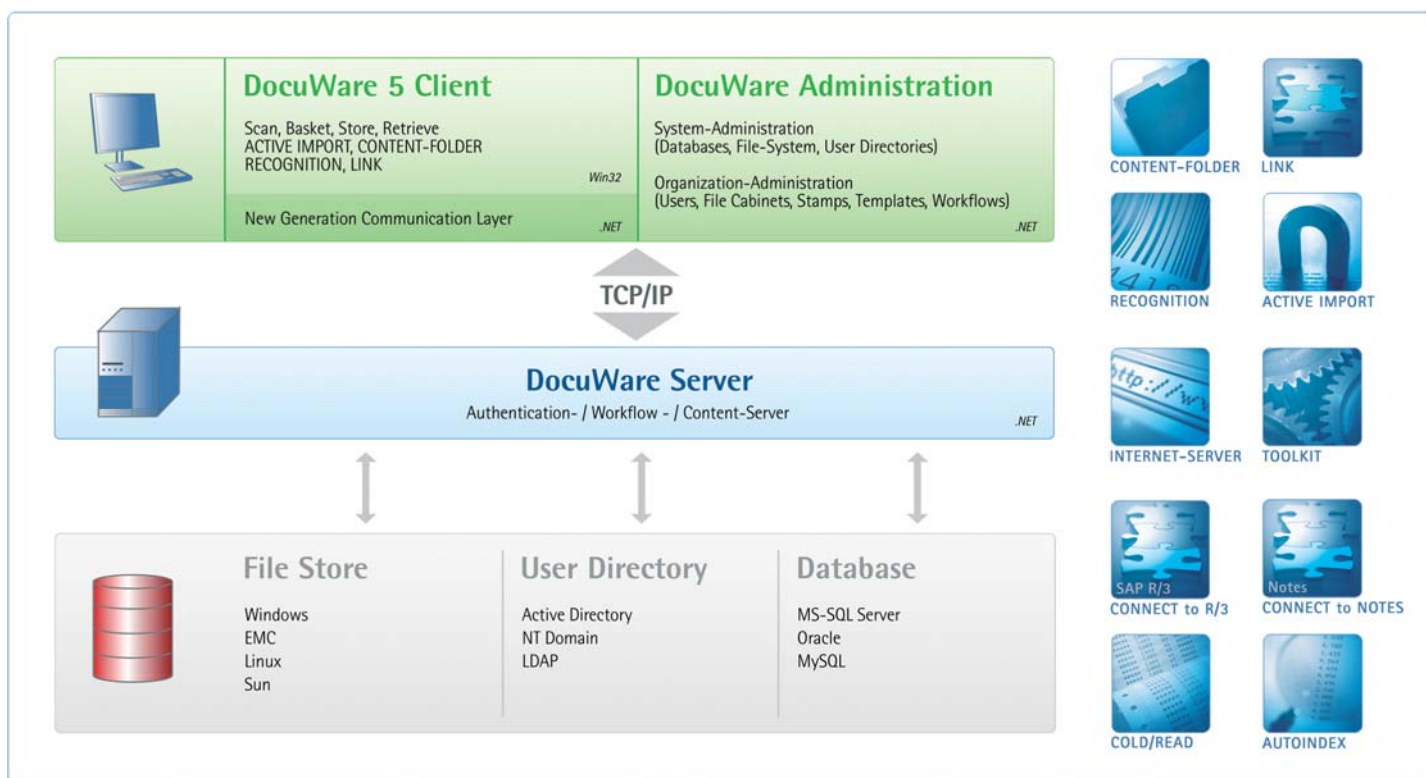 DocuWare 5 Client
Scan, Basket, Store, Retrieve
ACTIVE IMPORT, CONTENT-FOLDER
RECOGNITION, LINK
Win32
New Generation Communication Layer
.NET
DocuWare Administration
System-Administration
(Databases, File-System, User Directories)
Organization-Administration
(Users, File Cabinets, Stamps, Templates, Workflows)
.NET
TCP/IP
DocuWare Server
Authentication- / Workflow - / Content-Server
.NET
File Store
Windows
EMC
Linux
Sun
User Directory
Active Directory
NT Domain
LDAP
Database
MS-SQL Server
Oracle
MySQL
CONTENT-FOLDER
LINK
RECOGNITION
ACTIVE IMPORT
http://w
INTERNET-SERVER
TOOLKIT
SAP R/3
CONNECT to R/3
Notes
CONNECT to NOTES
COLD/READ
AUTOINDEX